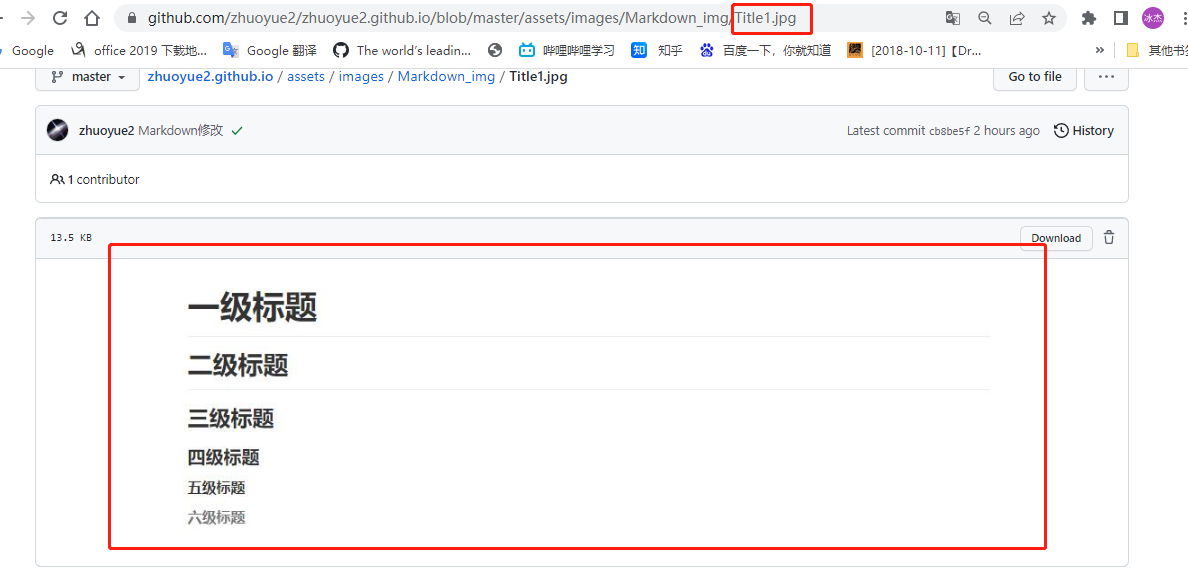 github.com/zhuoyue2/zhuoyue2.github.io/blob/master/assets/images/Markdown_img/Title1.jpg
冰杰
Google
office 2019 下载地...
Google 翻译
The world's leadin...
哔哩哔哩学习
知 知乎
百度一下，你就知道
[2018-10-11]【Dr...
»
其他书签
master
zhuoyue2.github.io / assets / images / Markdown_img / Title1.jpg
Go to file
...
zhuoyue2 Markdown修改
Latest commit cb8be5f 2 hours ago
History
1 contributor
13.5 KB
Download
一级标题
二级标题
三级标题
四级标题
五级标题
六级标题